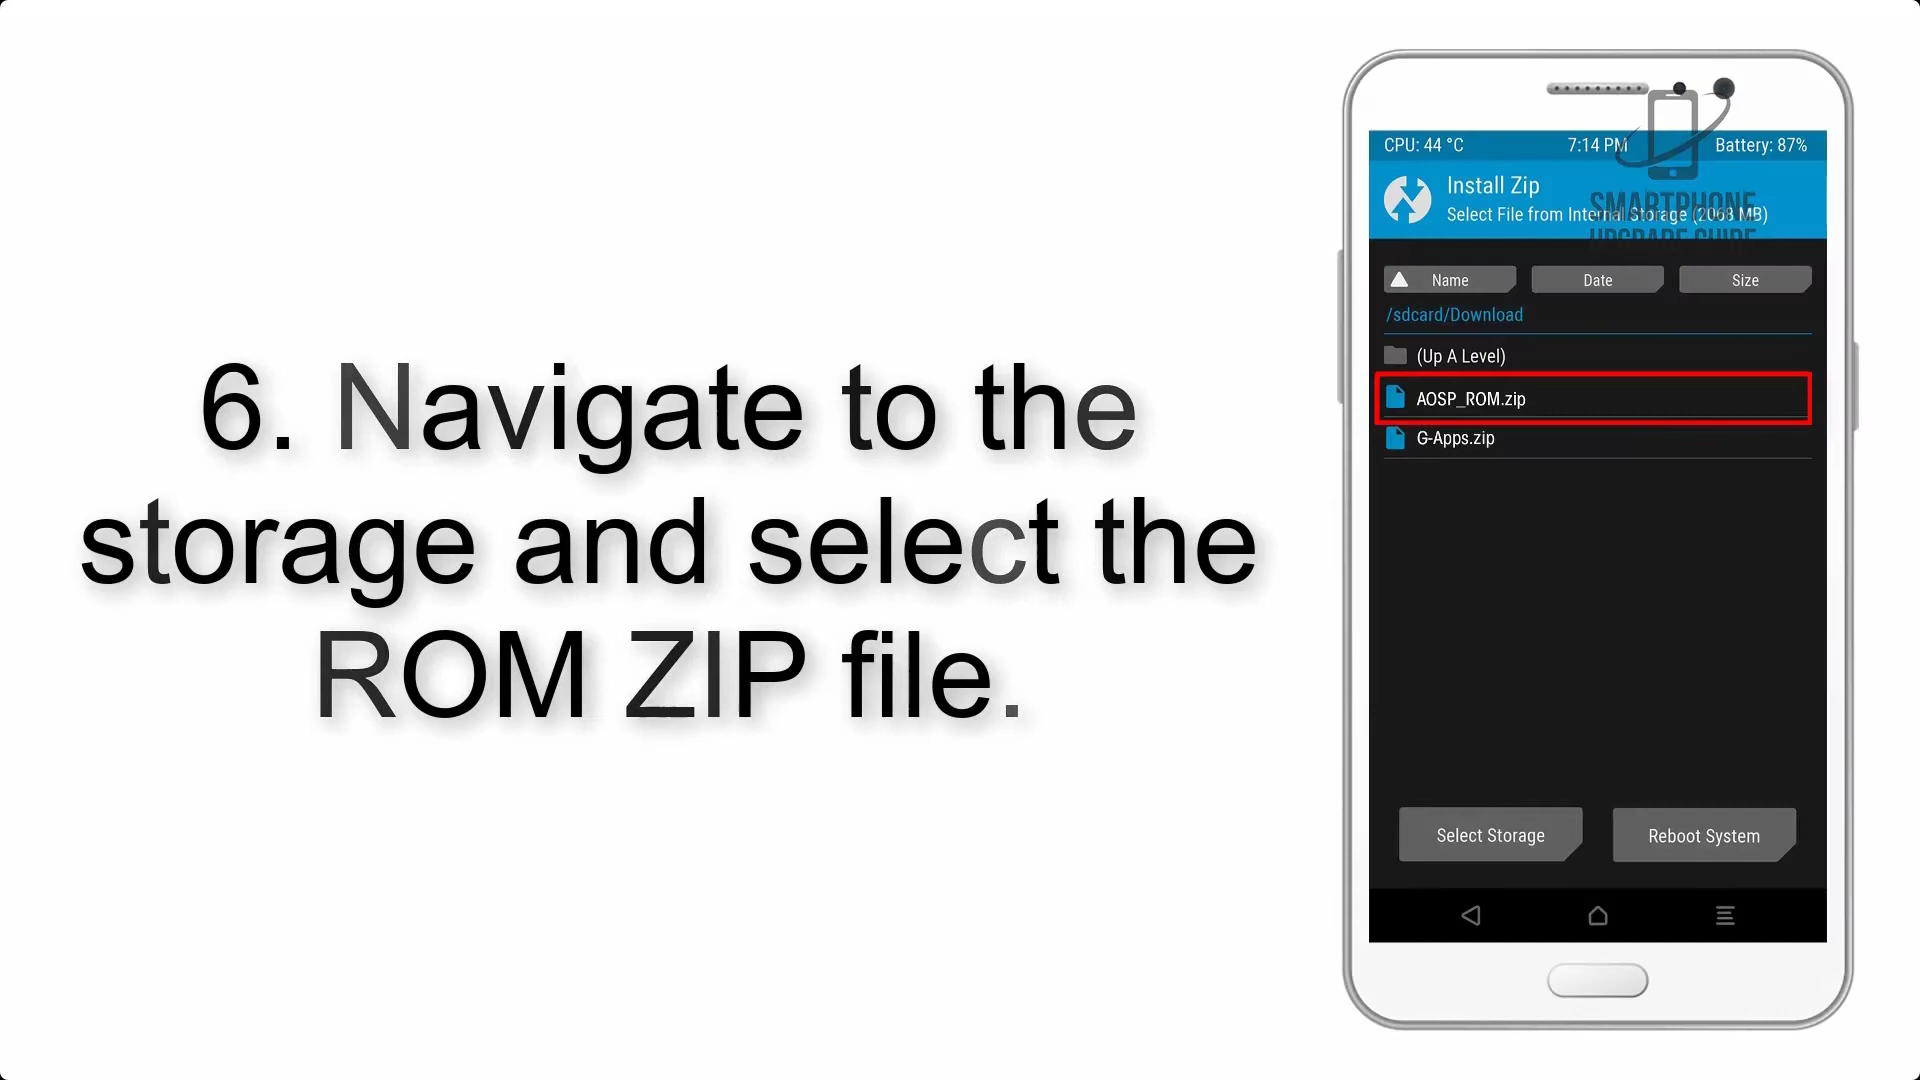 6. Navigate to the
storage and select the
ROM ZIP file.
CPU: 44 °C 7:14 PM Battery: 87%
Install Zip
Select File from Internal Storage (2068 MB)
SMARTPHONE
UPGRADE GUIDE
Name Date Size
/sdcard/Download
(Up A Level)
AOSP_ROM.zip
G-Apps.zip
Select Storage Reboot System